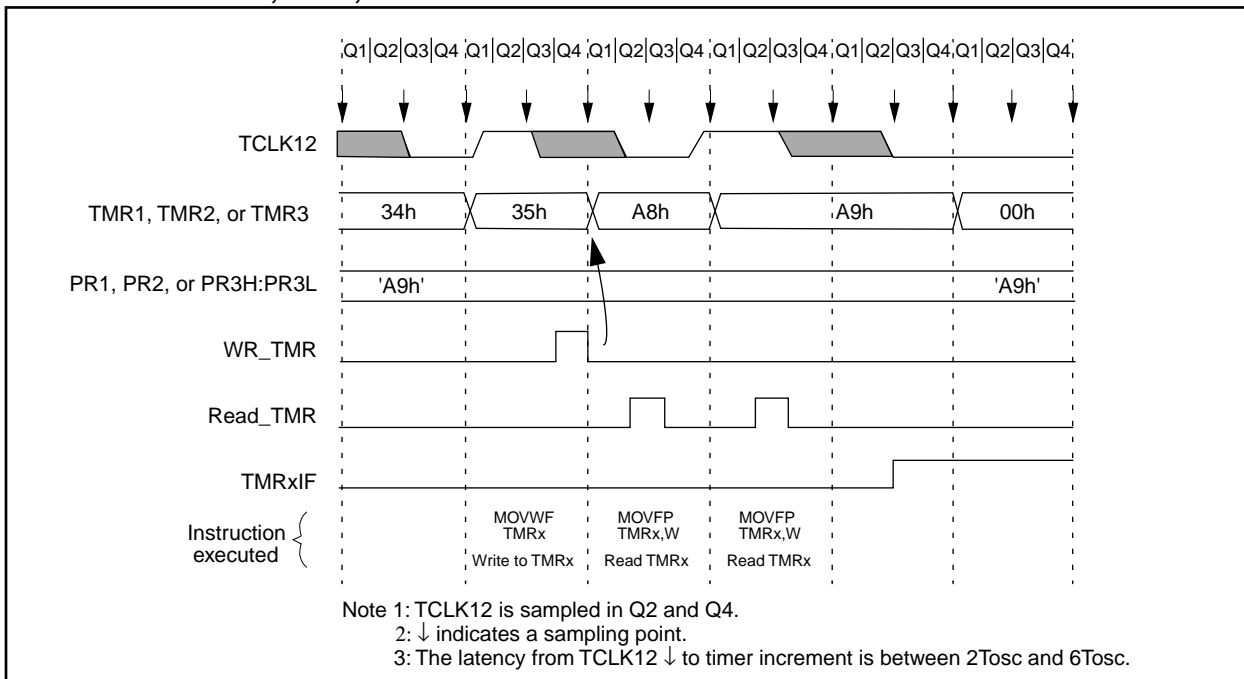 Q1|Q2|Q3|Q4 Q1|Q2|Q3|Q4 Q1|Q2|Q3|Q4 Q1|Q2|Q3|Q4 Q1|Q2|Q3|Q4 Q1|Q2|Q3|Q4
TCLK12
TMR1, TMR2, or TMR3 34h 35h A8h A9h 00h
PR1, PR2, or PR3H:PR3L 'A9h' 'A9h'
WR_TMR
Read_TMR
TMRxIF
Instruction executed
MOVWF MOVFP MOVFP
TMRx TMRx,W TMRx,W
Write to TMRx Read TMRx Read TMRx
Note 1: TCLK12 is sampled in Q2 and Q4.
2: ↓ indicates a sampling point.
3: The latency from TCLK12 ↓ to timer increment is between 2Tosc and 6Tosc.